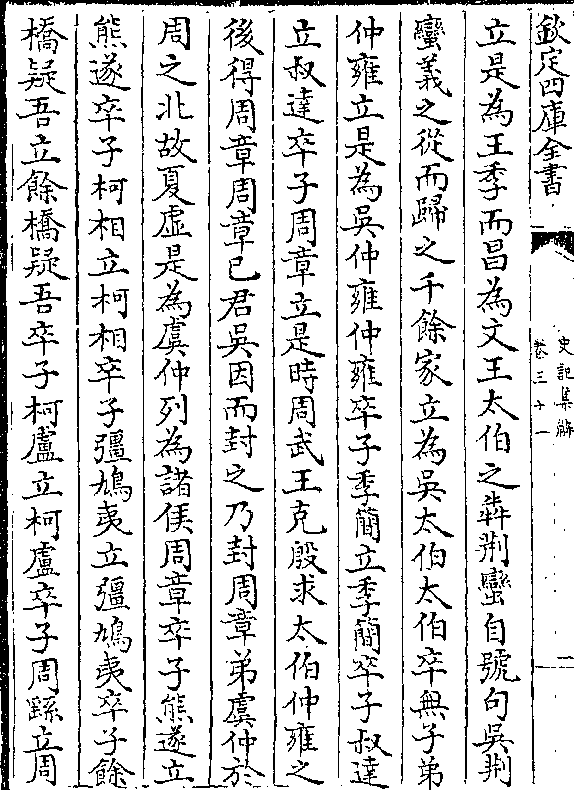 欽定四庫全書
史記集解
卷三十一
一
立是為王季而昌為文王太伯之犇荆蠻自號句吳荆
蠻義之從而歸之千餘家立為吳太伯太伯卒無子弟
仲雍立是為吳仲雍仲雍卒子季簡立季簡卒子叔達
立叔達卒子周章立是時周武王克殷求太伯仲雍之
後得周章周章已君吳因而封之乃封周章弟虞仲於
周之北故夏虛是為虞仲列為諸侯周章卒子熊遂立
熊遂卒子柯相立柯相卒子彊鳩夷立彊鳩夷卒子餘
橋疑吾立餘橋疑吾卒子柯盧立柯盧卒子周繇立周